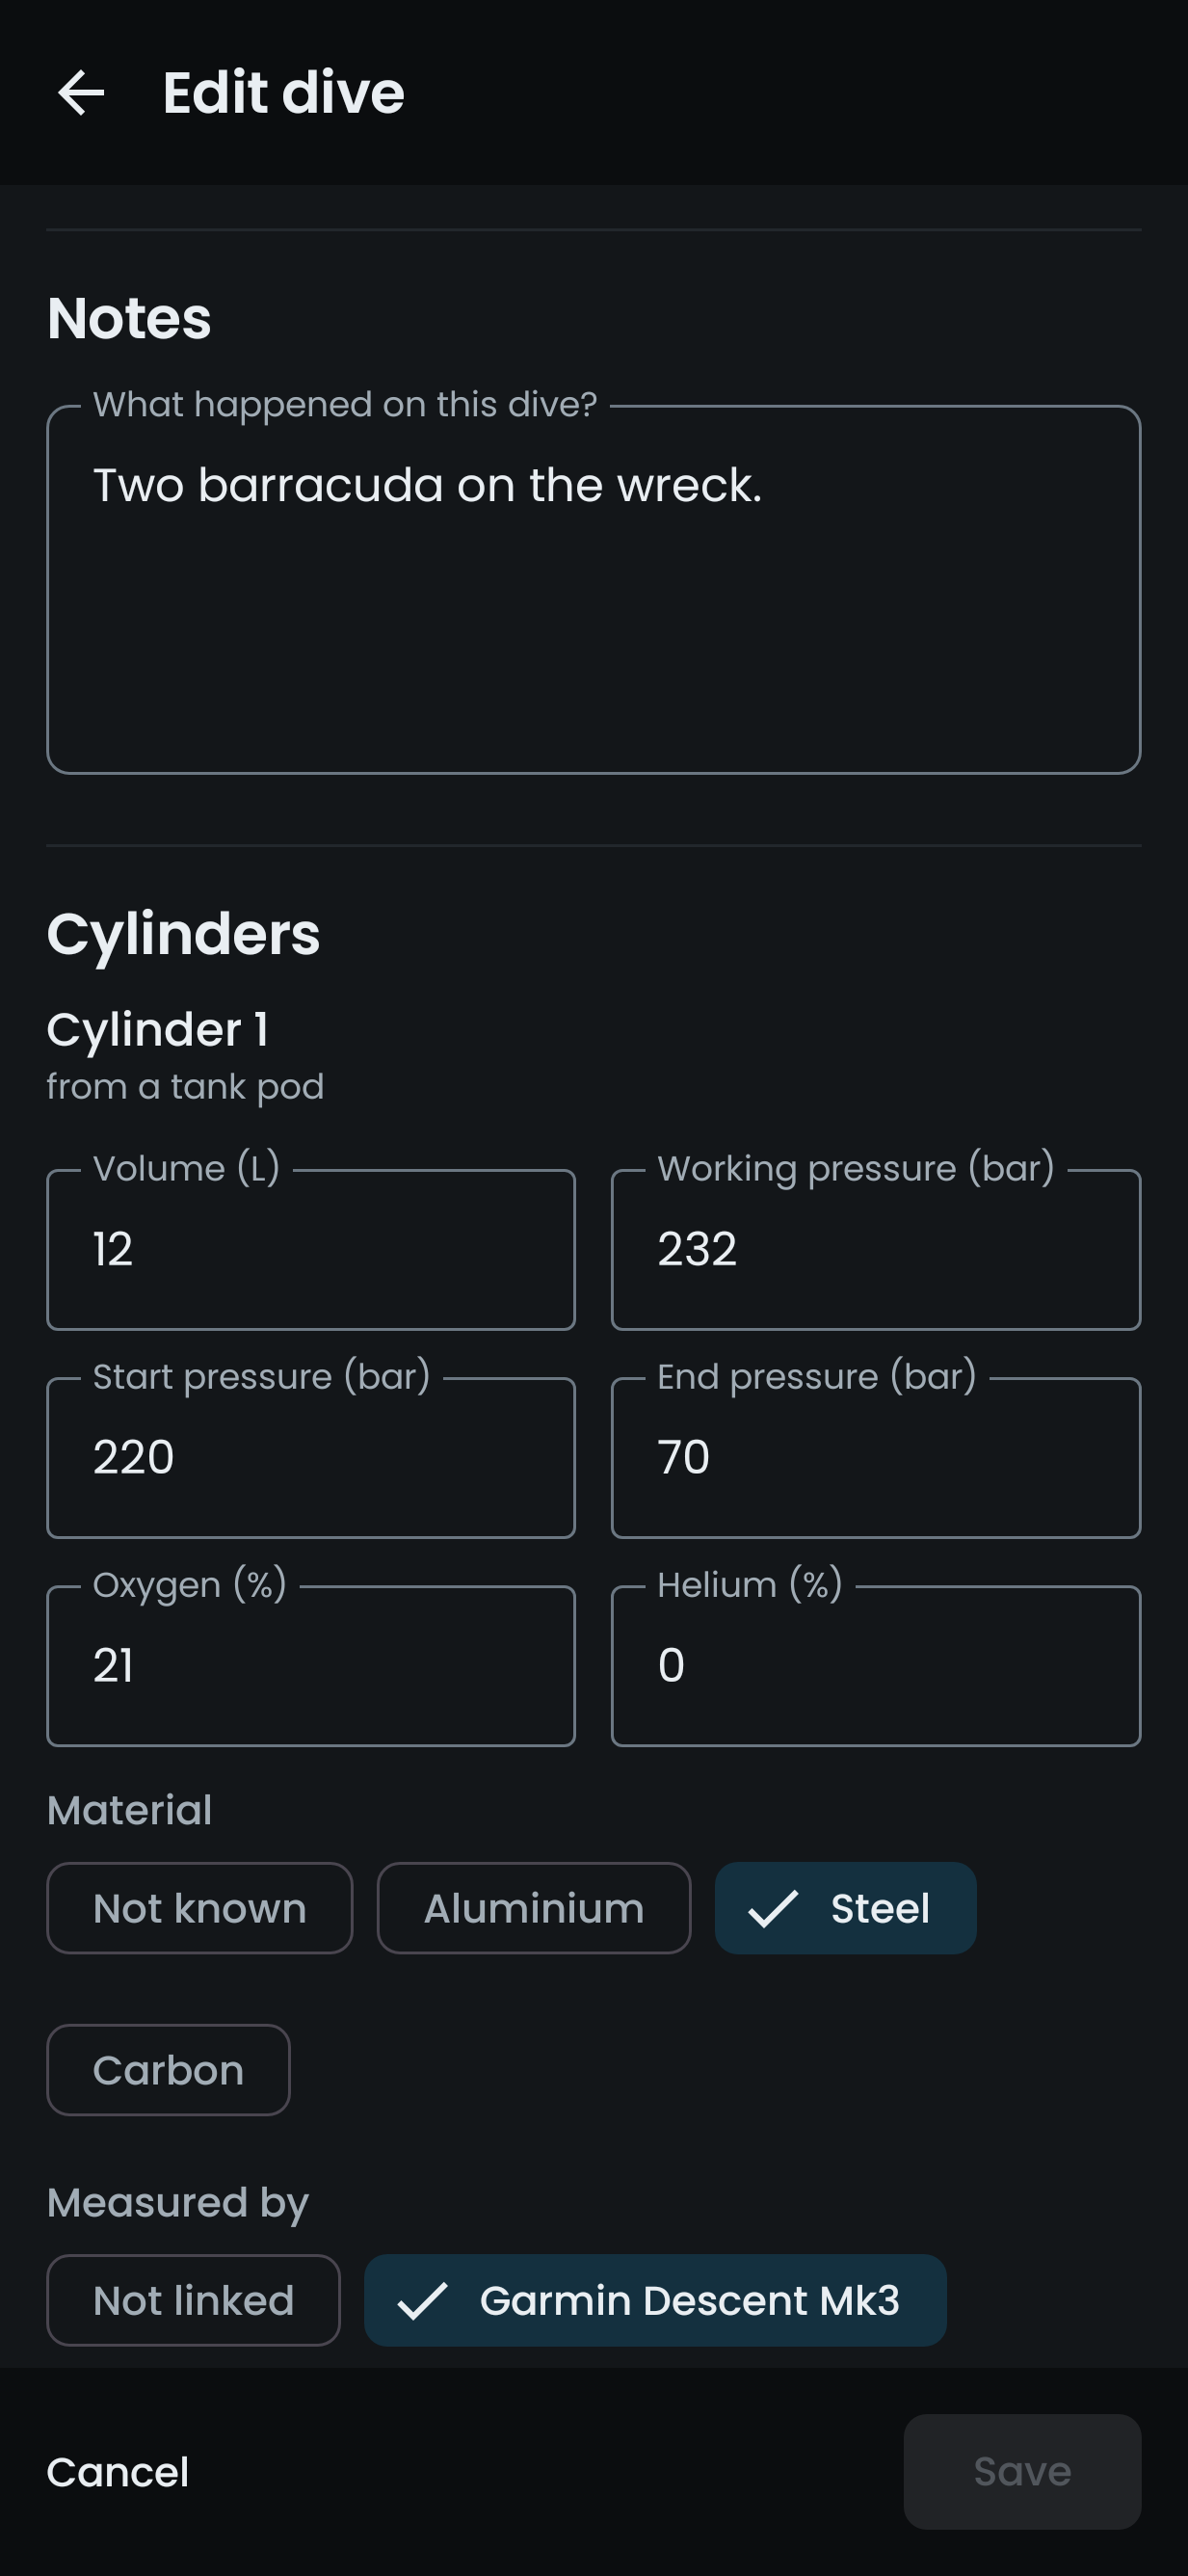 Edit dive
Notes
What happened on this dive?
Two barracuda on the wreck.
Cylinders
Cylinder 1
from a tank pod
Volume (L)
12
Working pressure (bar)
232
Start pressure (bar)
220
End pressure (bar)
70
Oxygen (%)
21
Helium (%)
0
Material
Not known
Aluminium
Steel
Carbon
Measured by
Not linked
Garmin Descent Mk3
Cancel
Save